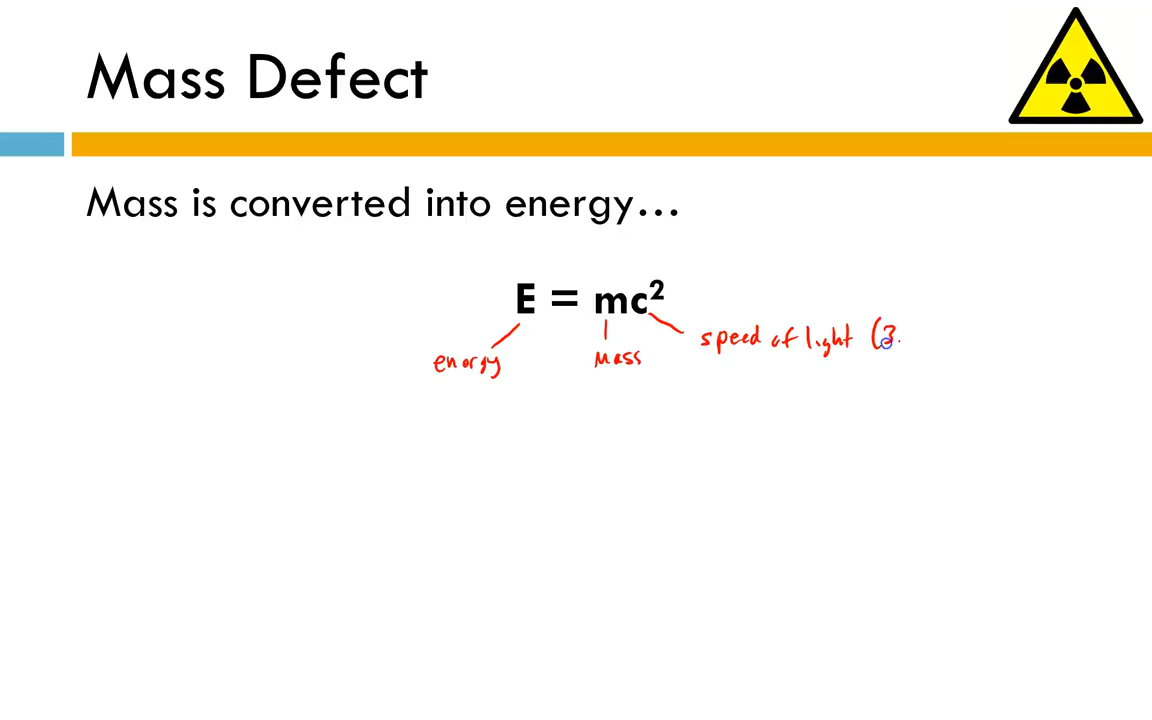 Mass Defect
Mass is converted into energy...
E = mc²
energy
mass
speed of light (3.